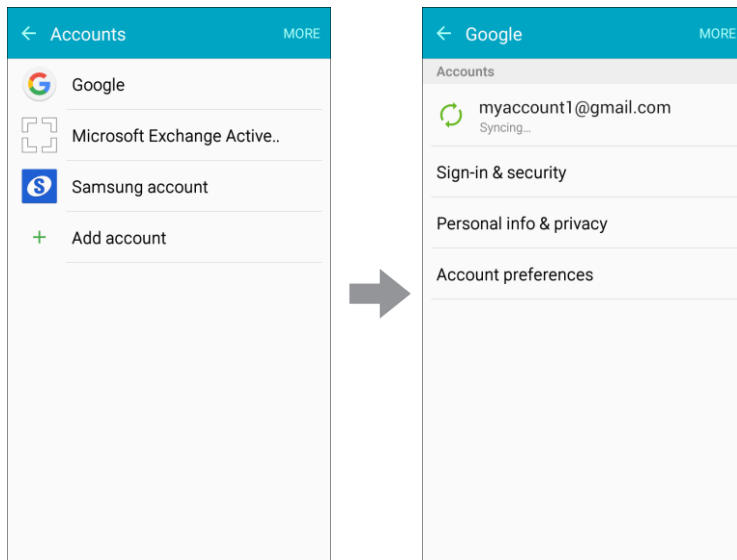 Accounts MORE
Google
Microsoft Exchange Active..
Samsung account
Add account
Google MORE
Accounts
myaccount1@gmail.com
Syncing...
Sign-in & security
Personal info & privacy
Account preferences